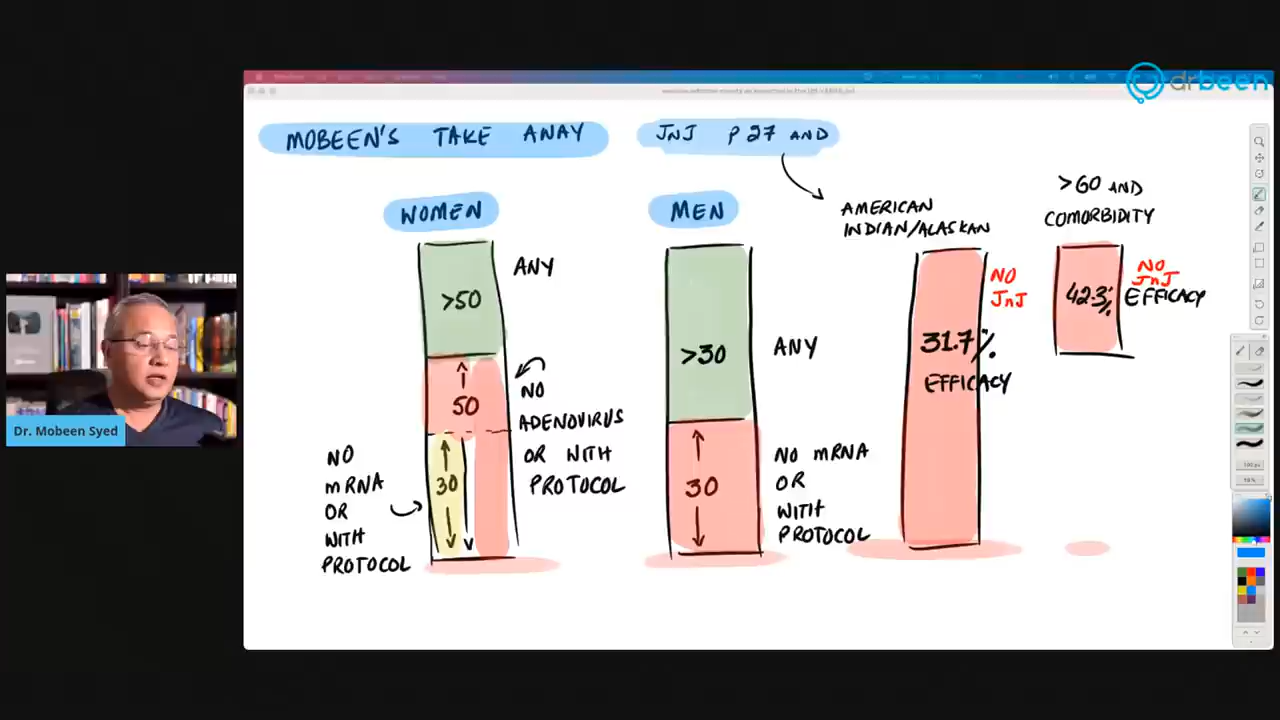 drbeen
MOBEEN'S TAKE AWAY
JnJ P 27 AND
WOMEN
>50
ANY
50
NO
ADENOVIRUS
OR WITH
PROTOCOL
30
NO
mRNA
OR
WITH
PROTOCOL
MEN
>30
ANY
30
NO mRNA
OR
WITH
PROTOCOL
AMERICAN
INDIAN/ALASKAN
NO
JnJ
31.7%
EFFICACY
>60 AND
COMORBIDITY
42.3%
NO
JnJ
EFFICACY
Dr. Mobeen Syed